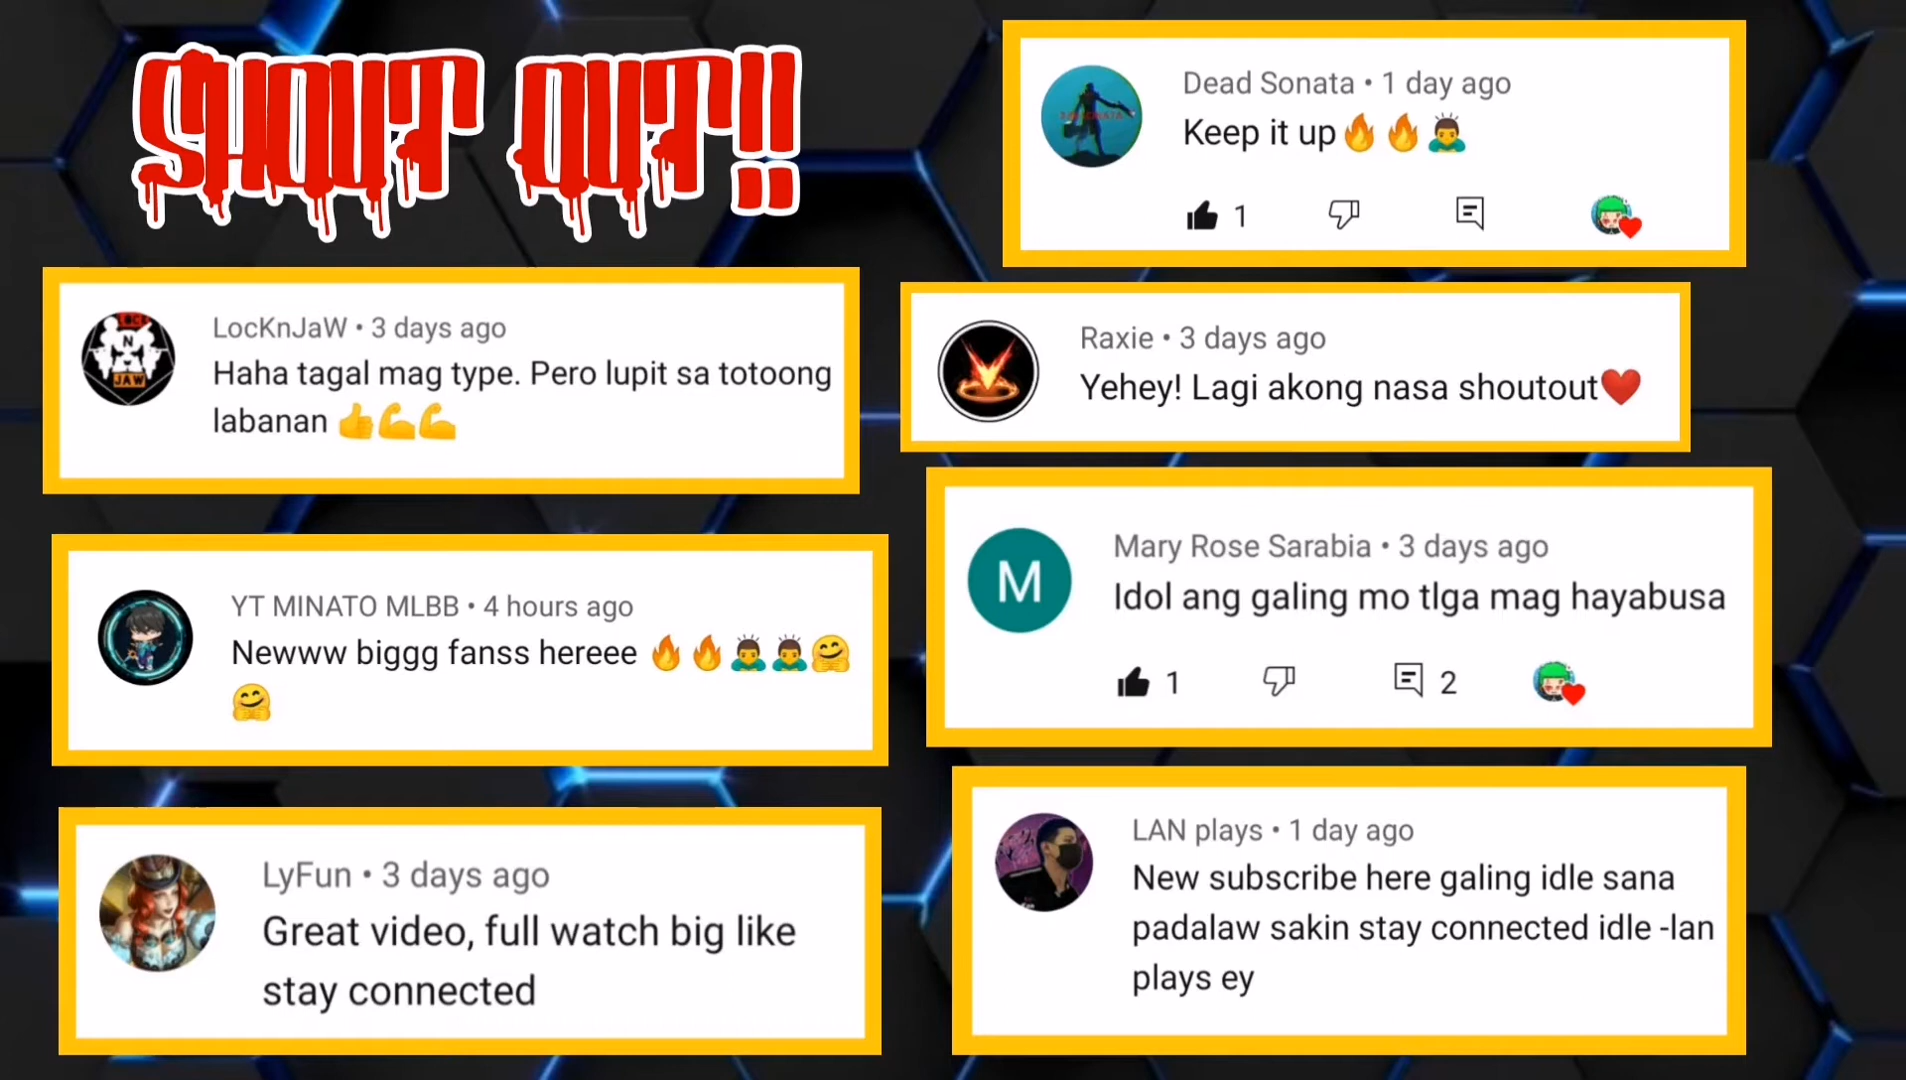 SHOUT OUT!!
LocKnJaW • 3 days ago
Haha tagal mag type. Pero lupit sa totoong
labanan 👍💪💪
YT MINATO MLBB • 4 hours ago
Newww biggg fanss hereee 🔥🔥🙇‍♂️🙇‍♂️🤗
🤗
LyFun • 3 days ago
Great video, full watch big like
stay connected
Dead Sonata • 1 day ago
Keep it up🔥🔥🙇‍♂️
1
Raxie • 3 days ago
Yehey! Lagi akong nasa shoutout❤️
M
Mary Rose Sarabia • 3 days ago
Idol ang galing mo tlga mag hayabusa
1 2
LAN plays • 1 day ago
New subscribe here galing idle sana
padalaw sakin stay connected idle -lan
plays ey
N
JAW